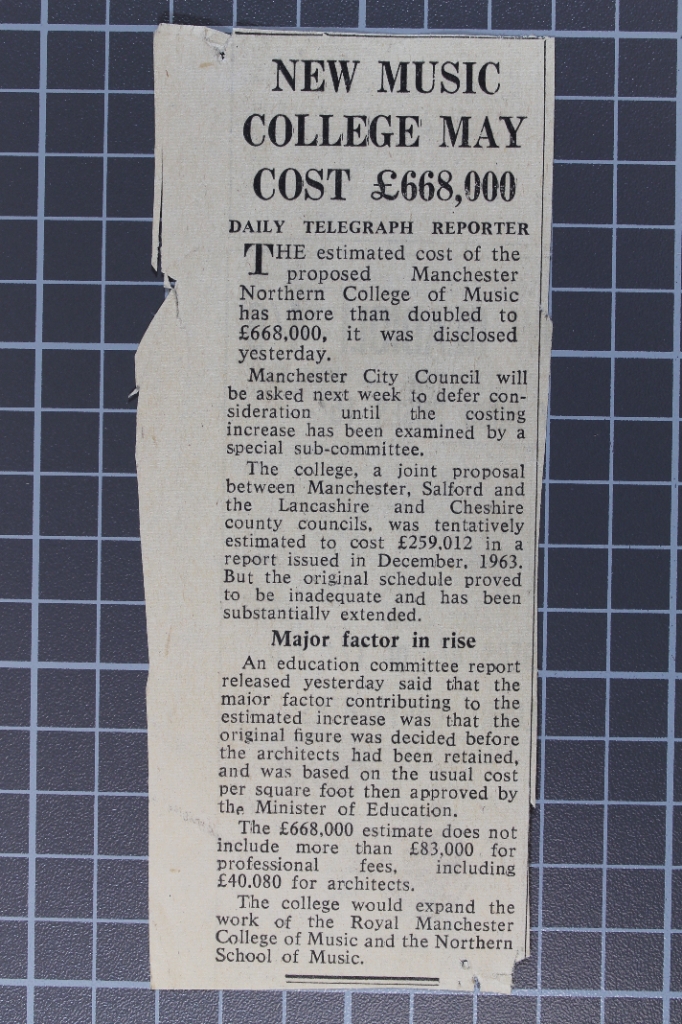 NEW MUSIC
COLLEGE MAY
COST £668,000
DAILY TELEGRAPH REPORTER
THE estimated cost of the
proposed Manchester
Northern College of Music
has more than doubled to
£668,000, it was disclosed
yesterday.
Manchester City Council will
be asked next week to defer con-
sideration until the costing
increase has been examined by a
special sub-committee.
The college, a joint proposal
between Manchester, Salford and
the Lancashire and Cheshire
county councils, was tentatively
estimated to cost £259,012 in a
report issued in December, 1963.
But the original schedule proved
to be inadequate and has been
substantially extended.
Major factor in rise
An education committee report
released yesterday said that the
major factor contributing to the
estimated increase was that the
original figure was decided before
the architects had been retained,
and was based on the usual cost
per square foot then approved by
the Minister of Education.
The £668,000 estimate does not
include more than £83,000 for
professional fees, including
£40.080 for architects.
The college would expand the
work of the Royal Manchester
College of Music and the Northern
School of Music.